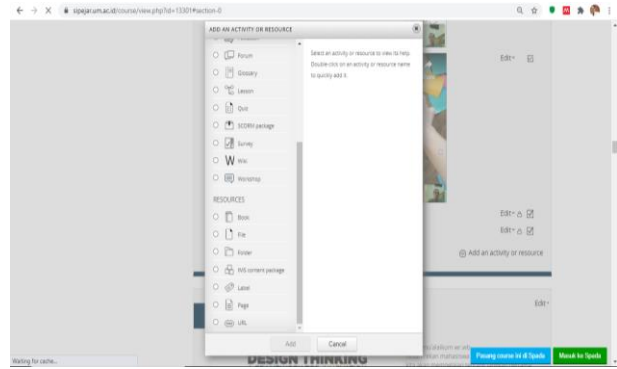 sipejar.um.ac.id/course/view.php?id=13301#section-0
ADD AN ACTIVITY OR RESOURCE
Forum
Glossary
Lesson
Quiz
SCORM package
Survey
Wiki
Workshop
RESOURCES
Book
File
Folder
IMS content package
Label
Page
URL
Select an activity or resource to view its help.
Double-click on an activity or resource name
to quickly add it.
Add
Cancel
Edit
Edit
Edit
Add an activity or resource
Edit
DESIGN THINKING
Pasang course ini di Spada
Masuk ke Spada
Waiting for cache...